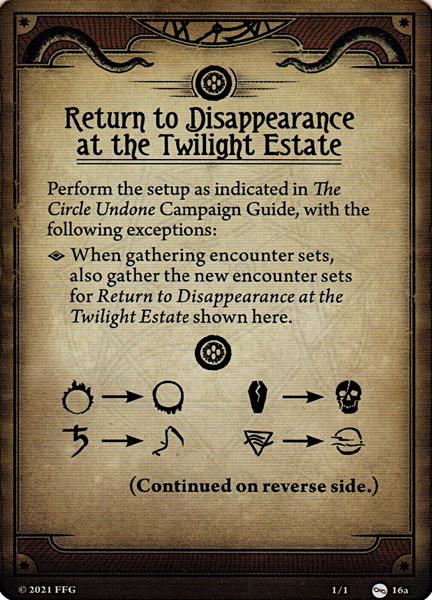 Return to Disappearance
at the Twilight Estate
Perform the setup as indicated in The
Circle Undone Campaign Guide, with the
following exceptions:
When gathering encounter sets,
also gather the new encounter sets
for Return to Disappearance at the
Twilight Estate shown here.
(Continued on reverse side.)
© 2021 FFG 1/1 16a